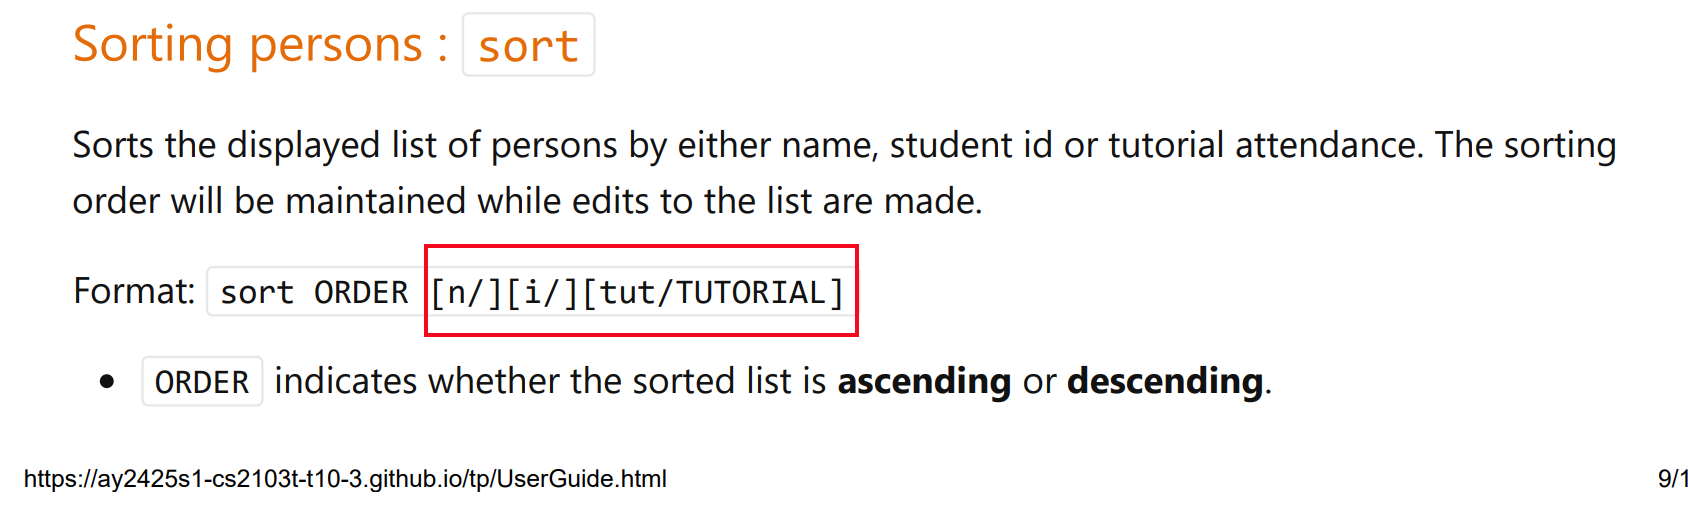 Sorting persons : sort
Sorts the displayed list of persons by either name, student id or tutorial attendance. The sorting
order will be maintained while edits to the list are made.
Format: sort ORDER [n/][i/][tut/TUTORIAL]
• ORDER indicates whether the sorted list is ascending or descending.
https://ay2425s1-cs2103t-t10-3.github.io/tp/UserGuide.html 9/1